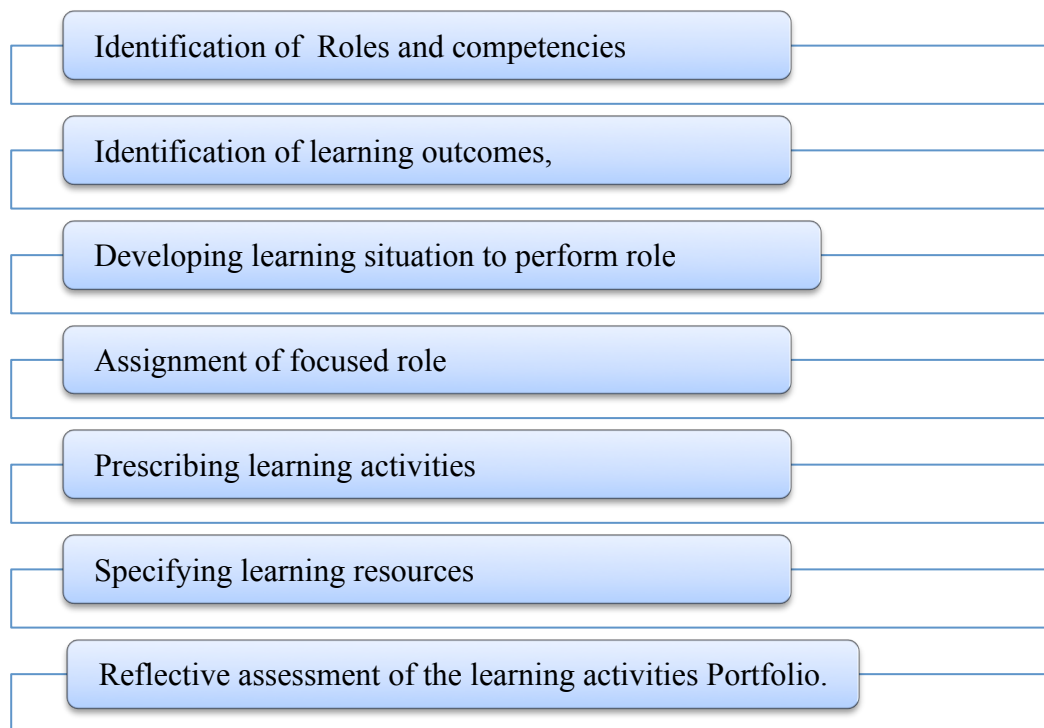 Identification of  Roles and competencies
Identification of learning outcomes,
Developing learning situation to perform role
Assignment of focused role
Prescribing learning activities
Specifying learning resources
Reflective assessment of the learning activities Portfolio.